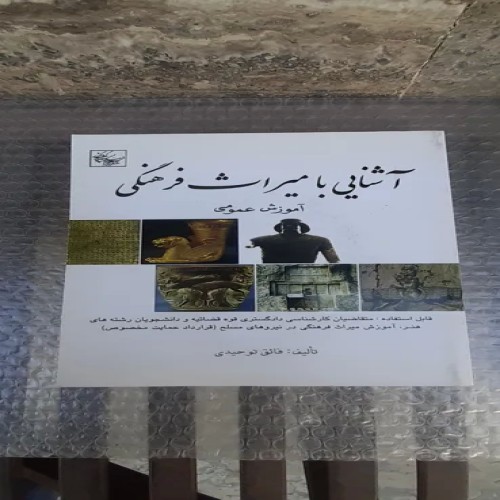 آشنایی با میراث فرهنگی
آموزش عمومی
قابل استفاده : متقاضیان کارشناسی دادگستری قوه قضائیه و دانشجویان رشته های
هنر، آموزش میراث فرهنگی در نیروهای مسلح (قرارداد حمایت مخصوص)
تألیف: فائق توحیدی